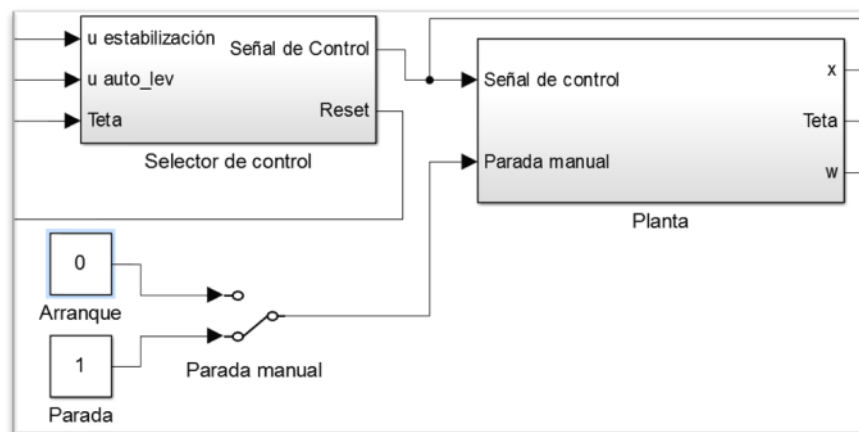 u estabilización
u auto_lev
Teta
Señal de Control
Reset
Selector de control
Señal de control
Parada manual
x
Teta
w
Planta
0
Arranque
1
Parada
Parada manual